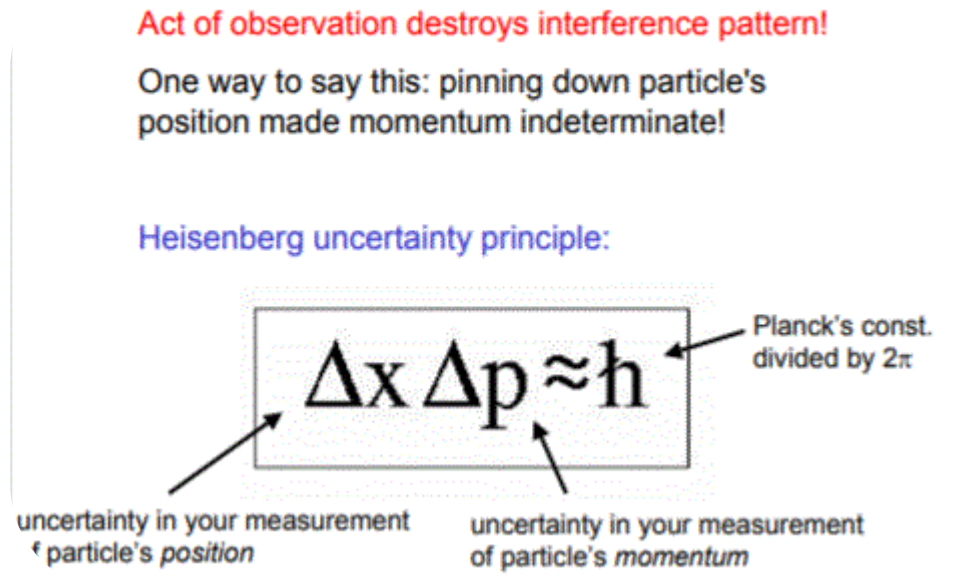 Act of observation destroys interference pattern!
One way to say this: pinning down particle's
position made momentum indeterminate!
Heisenberg uncertainty principle:
Δx Δp ≈ ħ
Planck's const.
divided by 2π
uncertainty in your measurement
particle's position
uncertainty in your measurement
of particle's momentum